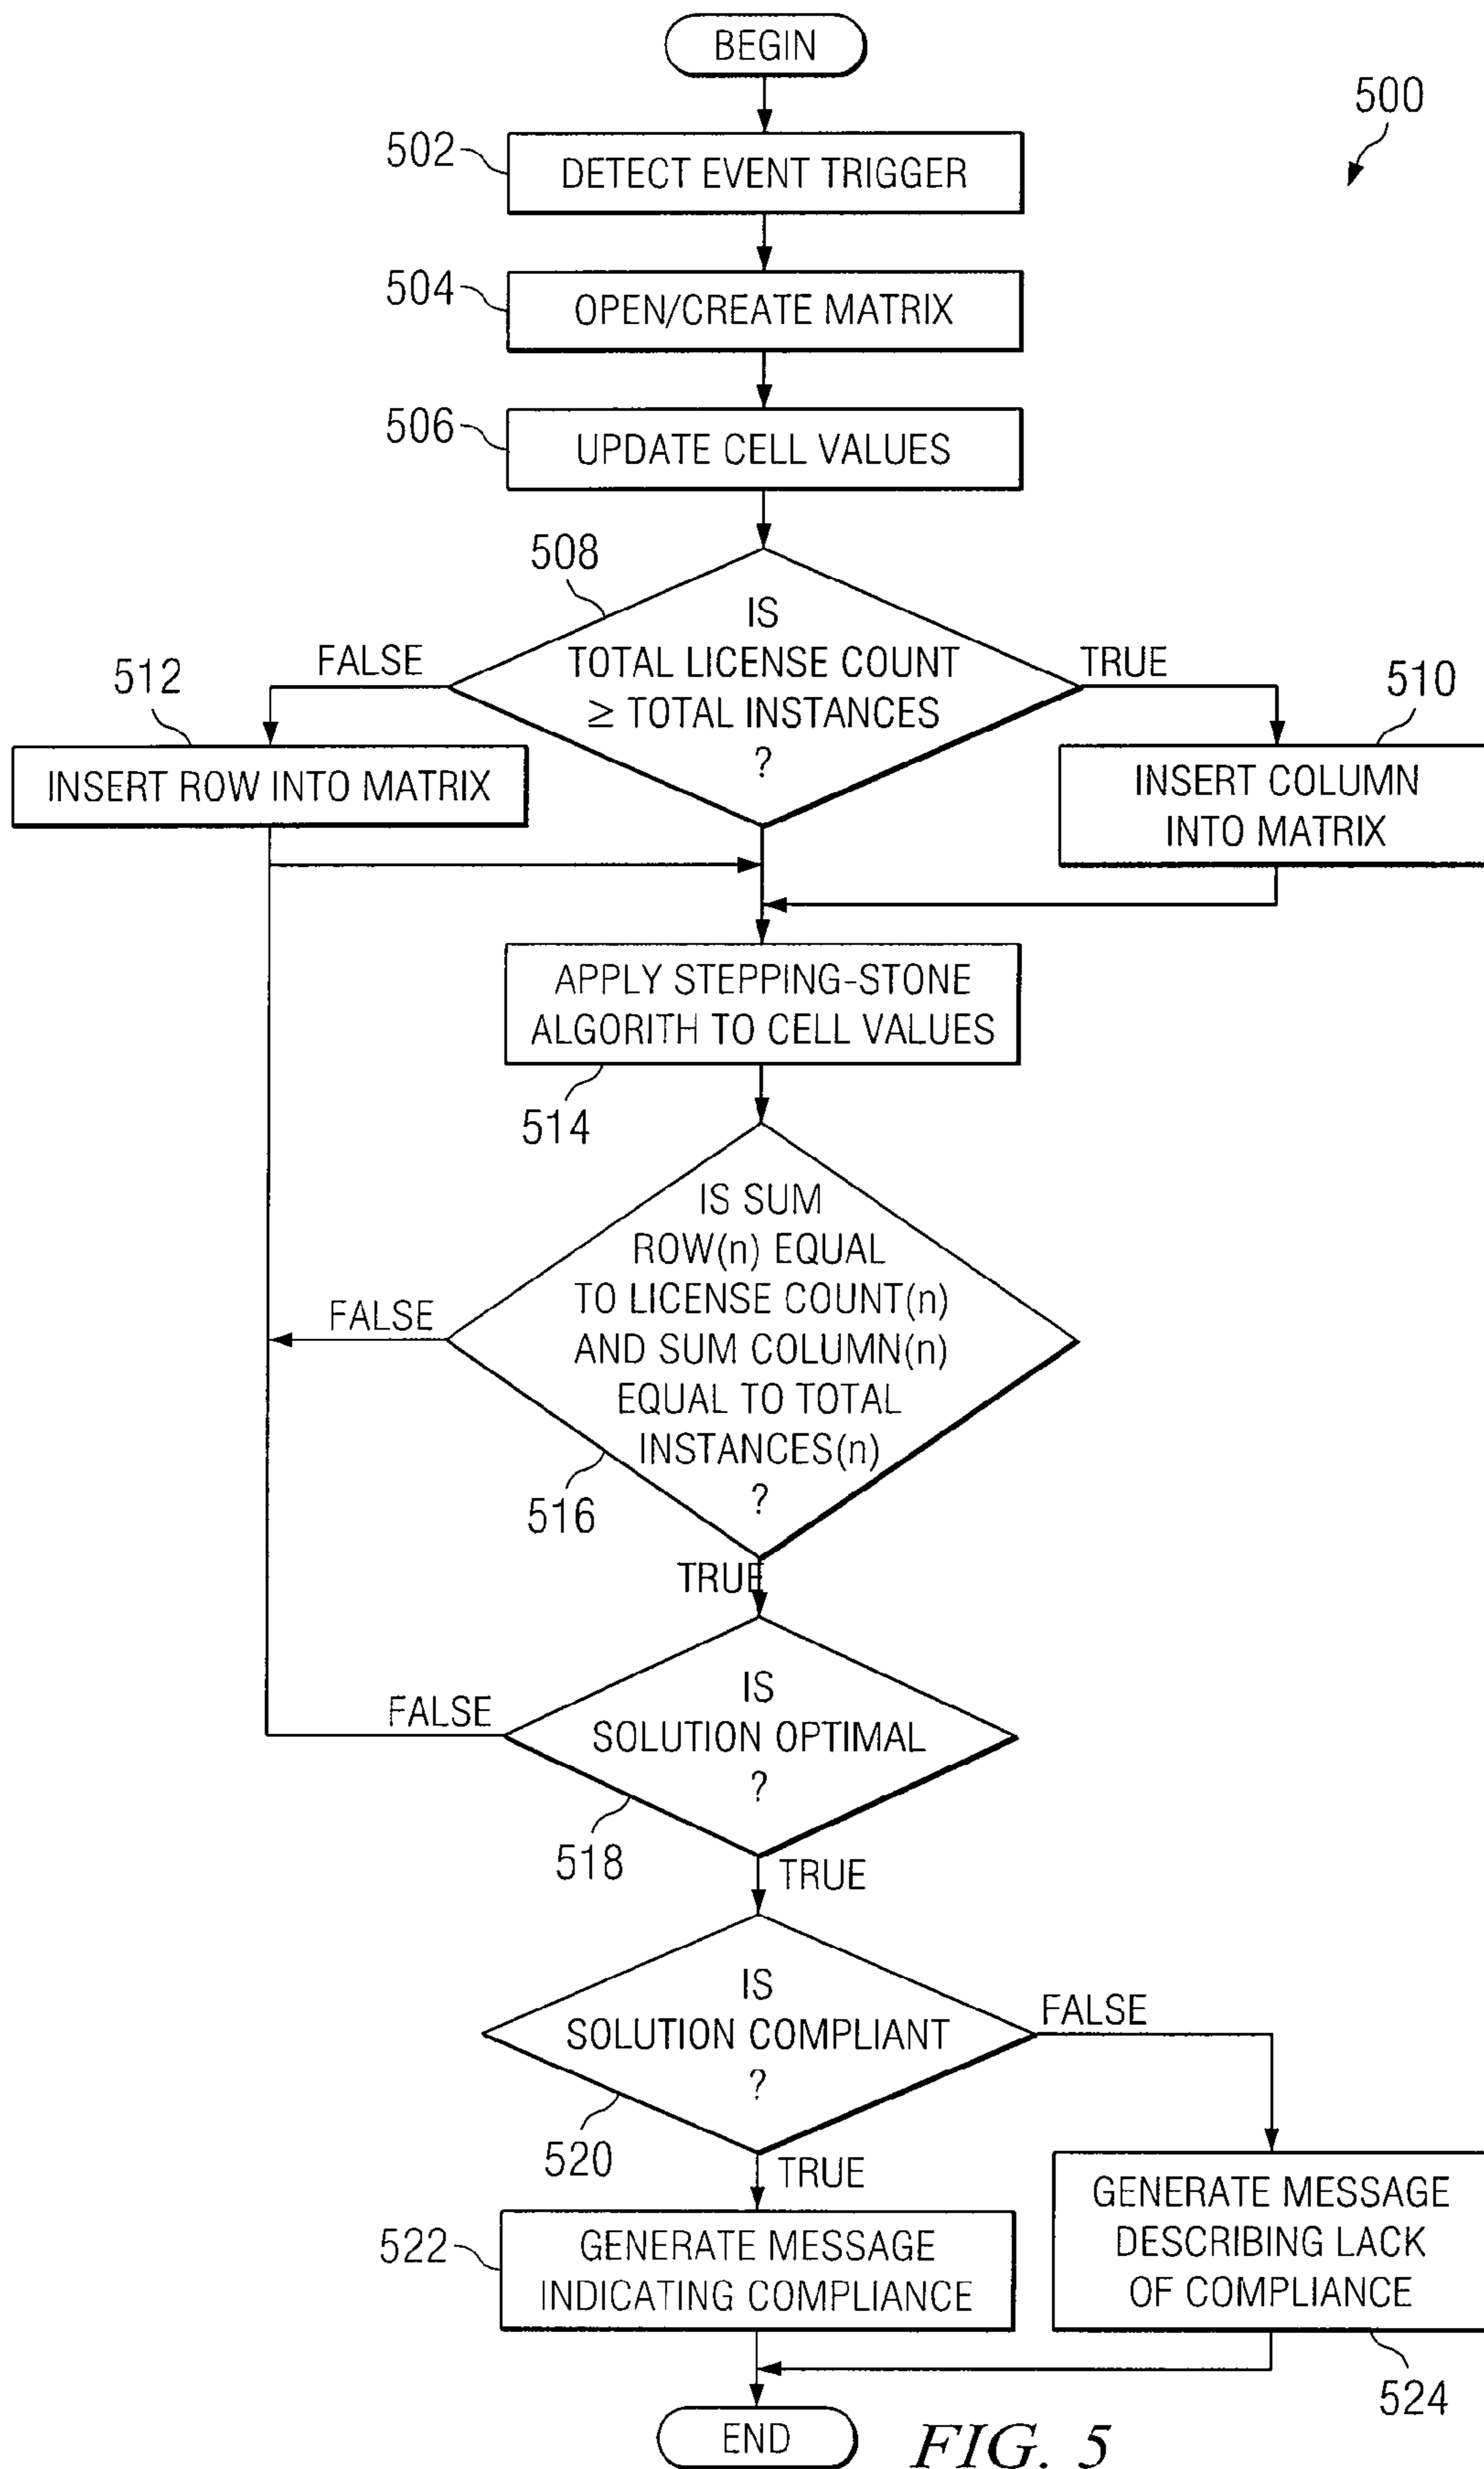 BEGIN
500
502
DETECT EVENT TRIGGER
504
OPEN/CREATE MATRIX
506
UPDATE CELL VALUES
508
IS
TOTAL LICENSE COUNT
≥ TOTAL INSTANCES
?
FALSE
TRUE
512
INSERT ROW INTO MATRIX
510
INSERT COLUMN
INTO MATRIX
APPLY STEPPING-STONE
ALGORITH TO CELL VALUES
514
IS SUM
ROW(n) EQUAL
TO LICENSE COUNT(n)
AND SUM COLUMN(n)
EQUAL TO TOTAL
INSTANCES(n)
?
FALSE
516
TRUE
IS
SOLUTION OPTIMAL
?
FALSE
518
TRUE
IS
SOLUTION COMPLIANT
?
FALSE
520
TRUE
522
GENERATE MESSAGE
INDICATING COMPLIANCE
GENERATE MESSAGE
DESCRIBING LACK
OF COMPLIANCE
524
END
FIG. 5